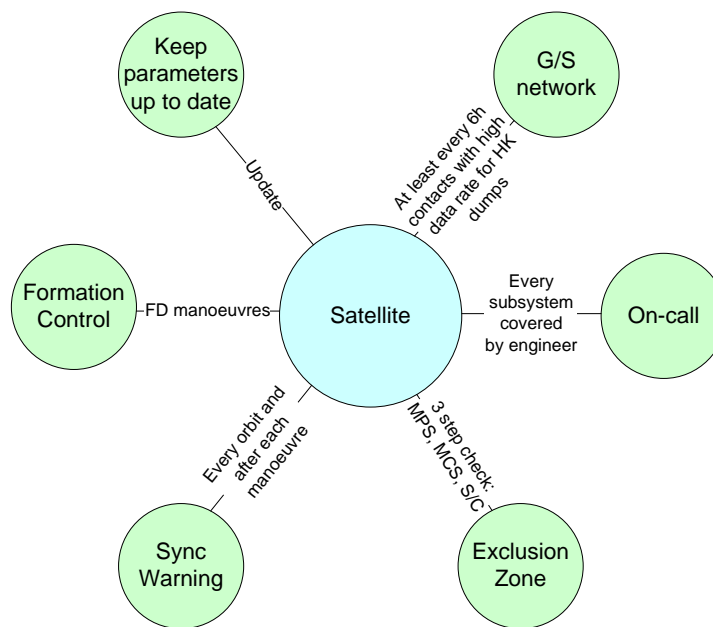 Keep
parameters
up to date
G/S
network
Update
At least every 6h
contacts with high
data rate for HK
dumps
Formation
Control
FD manoeuvres
Satellite
Every
subsystem
covered
by engineer
On-call
Every orbit and
after each
manoeuvre
3 step check:
MPS, MCS, S/C
Sync
Warning
Exclusion
Zone